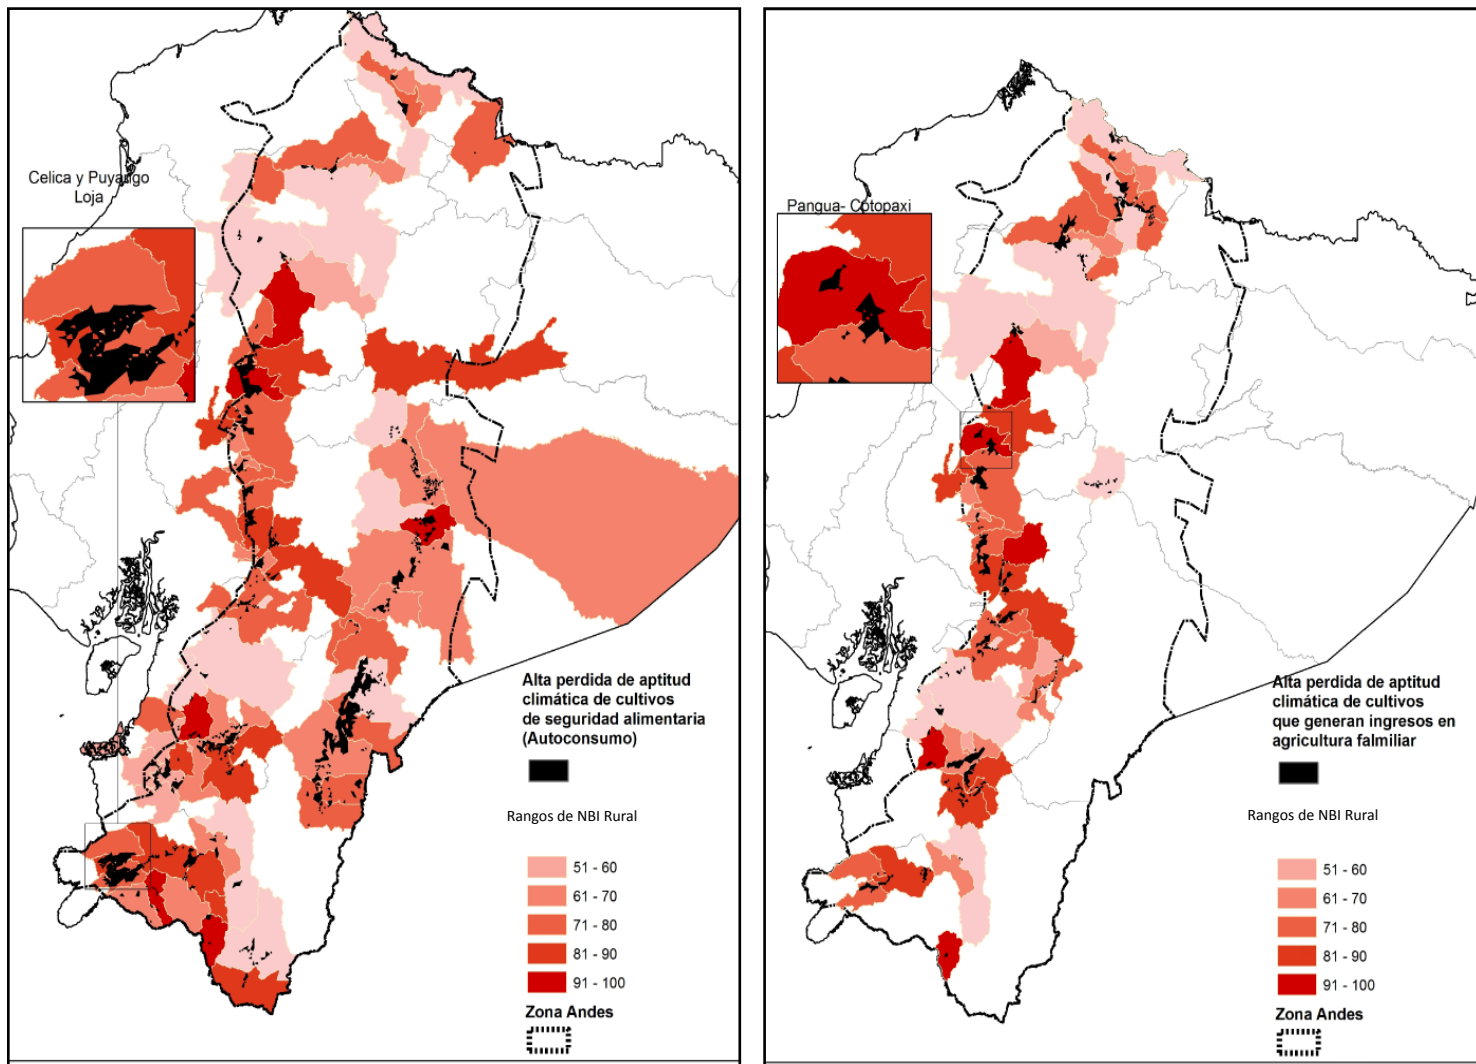 Celica y Puyango
Loja
Alta perdida de aptitud
climática de cultivos
de seguridad alimentaria
(Autoconsumo)
Rangos de NBI Rural
51 - 60
61 - 70
71 - 80
81 - 90
91 - 100
Zona Andes
Pangua- Cotopaxi
Alta perdida de aptitud
climática de cultivos
que generan ingresos en
agricultura falmiliar
Rangos de NBI Rural
51 - 60
61 - 70
71 - 80
81 - 90
91 - 100
Zona Andes